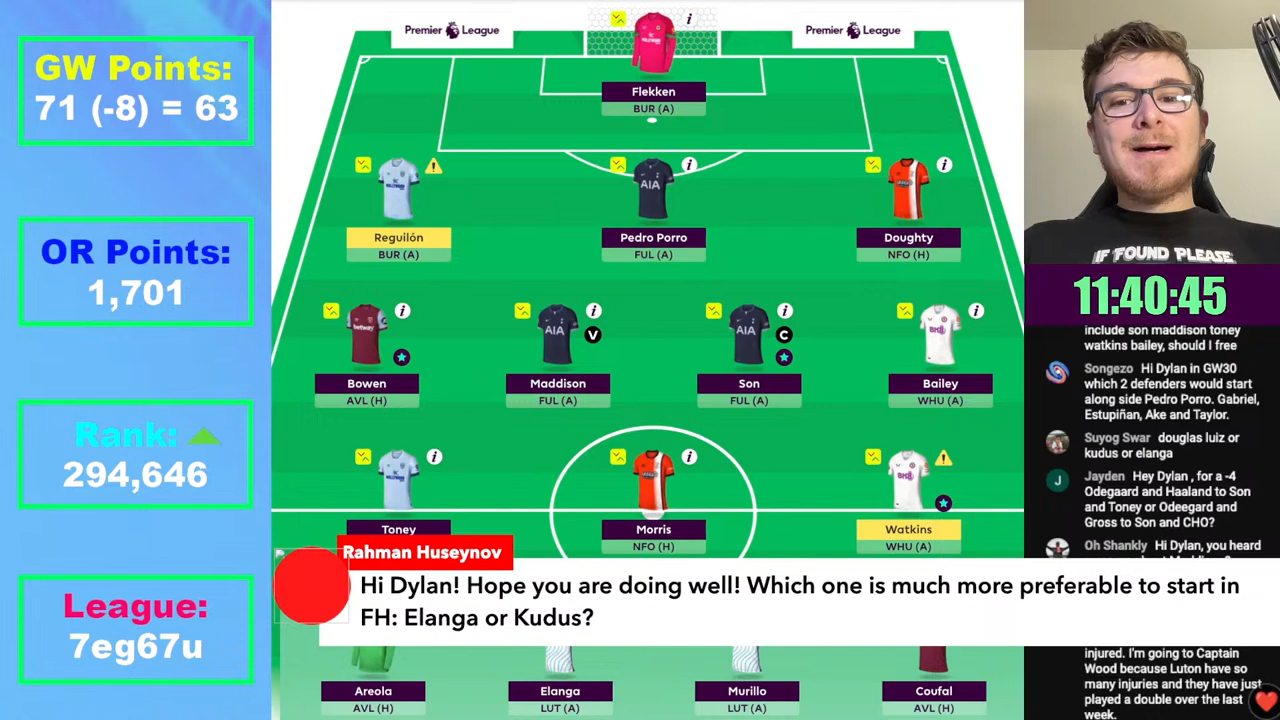 GW Points:
71 (-8) = 63
OR Points:
1,701
Rank:
294,646
League:
7eg67u
Premier League
Premier League
Flekken
BUR (A)
Reguilón
BUR (A)
AIA
Pedro Porro
FUL (A)
Doughty
NFO (H)
betway
Bowen
AVL (H)
AIA
V
Maddison
FUL (A)
AIA
C
Son
FUL (A)
BK8
Bailey
WHU (A)
Toney
Morris
NFO (H)
BK8
Watkins
WHU (A)
Rahman Huseynov
Hi Dylan! Hope you are doing well! Which one is much more preferable to start in
FH: Elanga or Kudus?
Areola
AVL (H)
Elanga
LUT (A)
Murillo
LUT (A)
Coufal
AVL (H)
IF FOUND PLEASE
11:40:45
include son maddison toney
watkins bailey, should I free
Songezo Hi Dylan in GW30
which 2 defenders would start
along side Pedro Porro. Gabriel,
Estupiñan, Ake and Taylor.
Suyog Swar douglas luiz or
kudus or elanga
J
Jayden Hey Dylan , for a -4
Odegaard and Haaland to Son
and Toney or Odeegard and
Gross to Son and CHO?
Oh Shankly Hi Dylan, you heard
injured. I'm going to Captain
Wood because Luton have so
many injuries and they have just
played a double over the last
week.